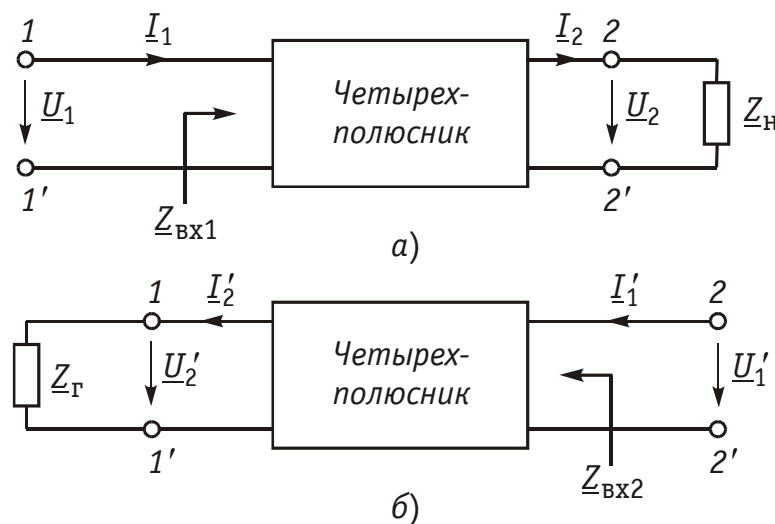 1 I₁ I₂ 2
U₁ Четырех- U₂ Zн
полюсник
1′ Zвх1 2′
а)
1 I′₂ I′₁ 2
Zг U′₂ Четырех- U′₁
полюсник
1′ Zвх2 2′
б)